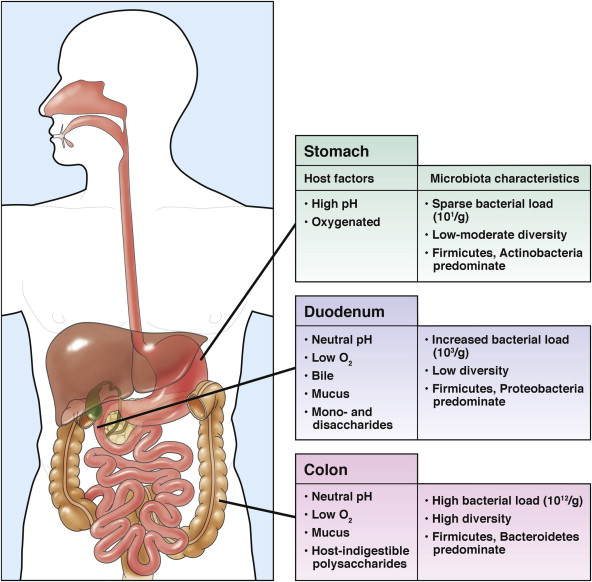 Stomach
Host factors
Microbiota characteristics
• High pH
• Oxygenated
• Sparse bacterial load
(10¹/g)
• Low-moderate diversity
• Firmicutes, Actinobacteria
predominate
Duodenum
• Neutral pH
• Low O₂
• Bile
• Mucus
• Mono- and
disaccharides
• Increased bacterial load
(10³/g)
• Low diversity
• Firmicutes, Proteobacteria
predominate
Colon
• Neutral pH
• Low O₂
• Mucus
• Host-indigestible
polysaccharides
• High bacterial load (10¹²/g)
• High diversity
• Firmicutes, Bacteroidetes
predominate